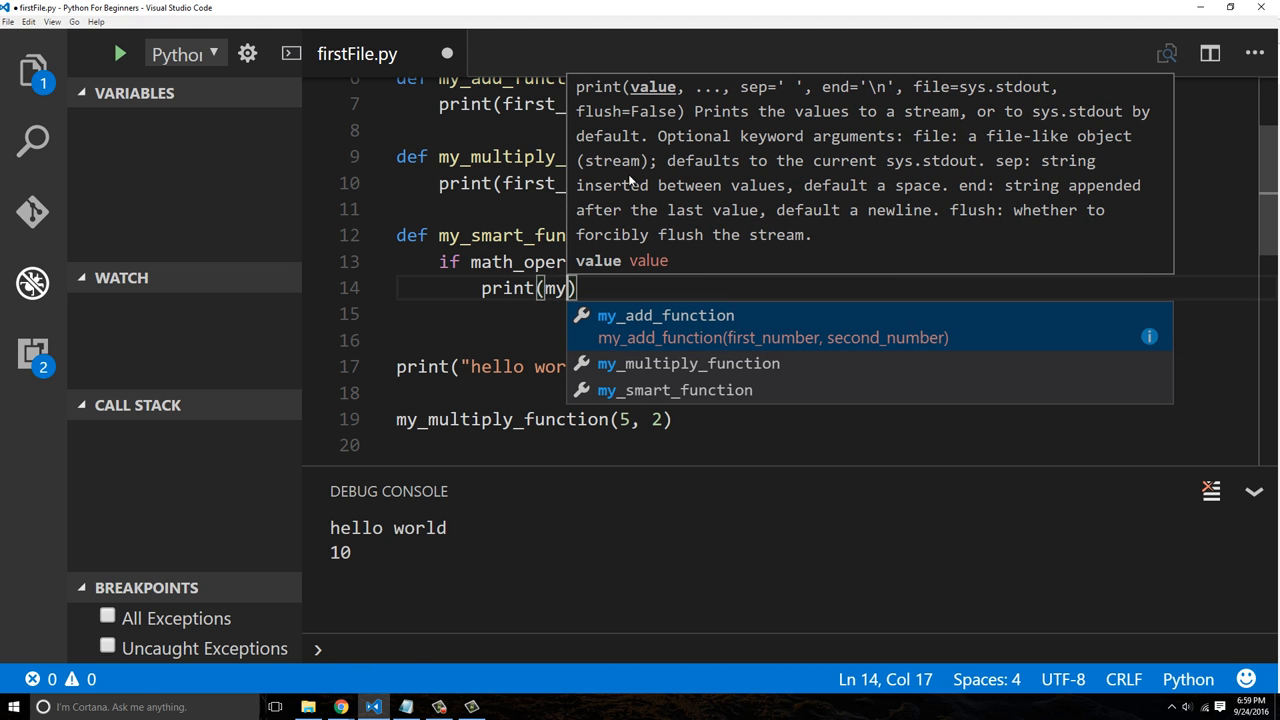 • firstFile.py - Python For Beginners - Visual Studio Code
File Edit View Go Help
1
2
Python
firstFile.py
VARIABLES
WATCH
CALL STACK
BREAKPOINTS
All Exceptions
Uncaught Exceptions
6 def my_add_funct
7 print(first_
8
9 def my_multiply_
10 print(first_
11
12 def my_smart_fun
13 if math_oper
14 print(my)
15
16
17 print("hello wor
18
19 my_multiply_function(5, 2)
20
print(value, ..., sep=' ', end='\n', file=sys.stdout,
flush=False) Prints the values to a stream, or to sys.stdout by
default. Optional keyword arguments: file: a file-like object
(stream); defaults to the current sys.stdout. sep: string
inserted between values, default a space. end: string appended
after the last value, default a newline. flush: whether to
forcibly flush the stream.
value value
my_add_function
my_add_function(first_number, second_number)
my_multiply_function
my_smart_function
DEBUG CONSOLE
hello world
10
0 0
Ln 14, Col 17 Spaces: 4 UTF-8 CRLF Python
I'm Cortana. Ask me anything.
6:59 PM
9/24/2016